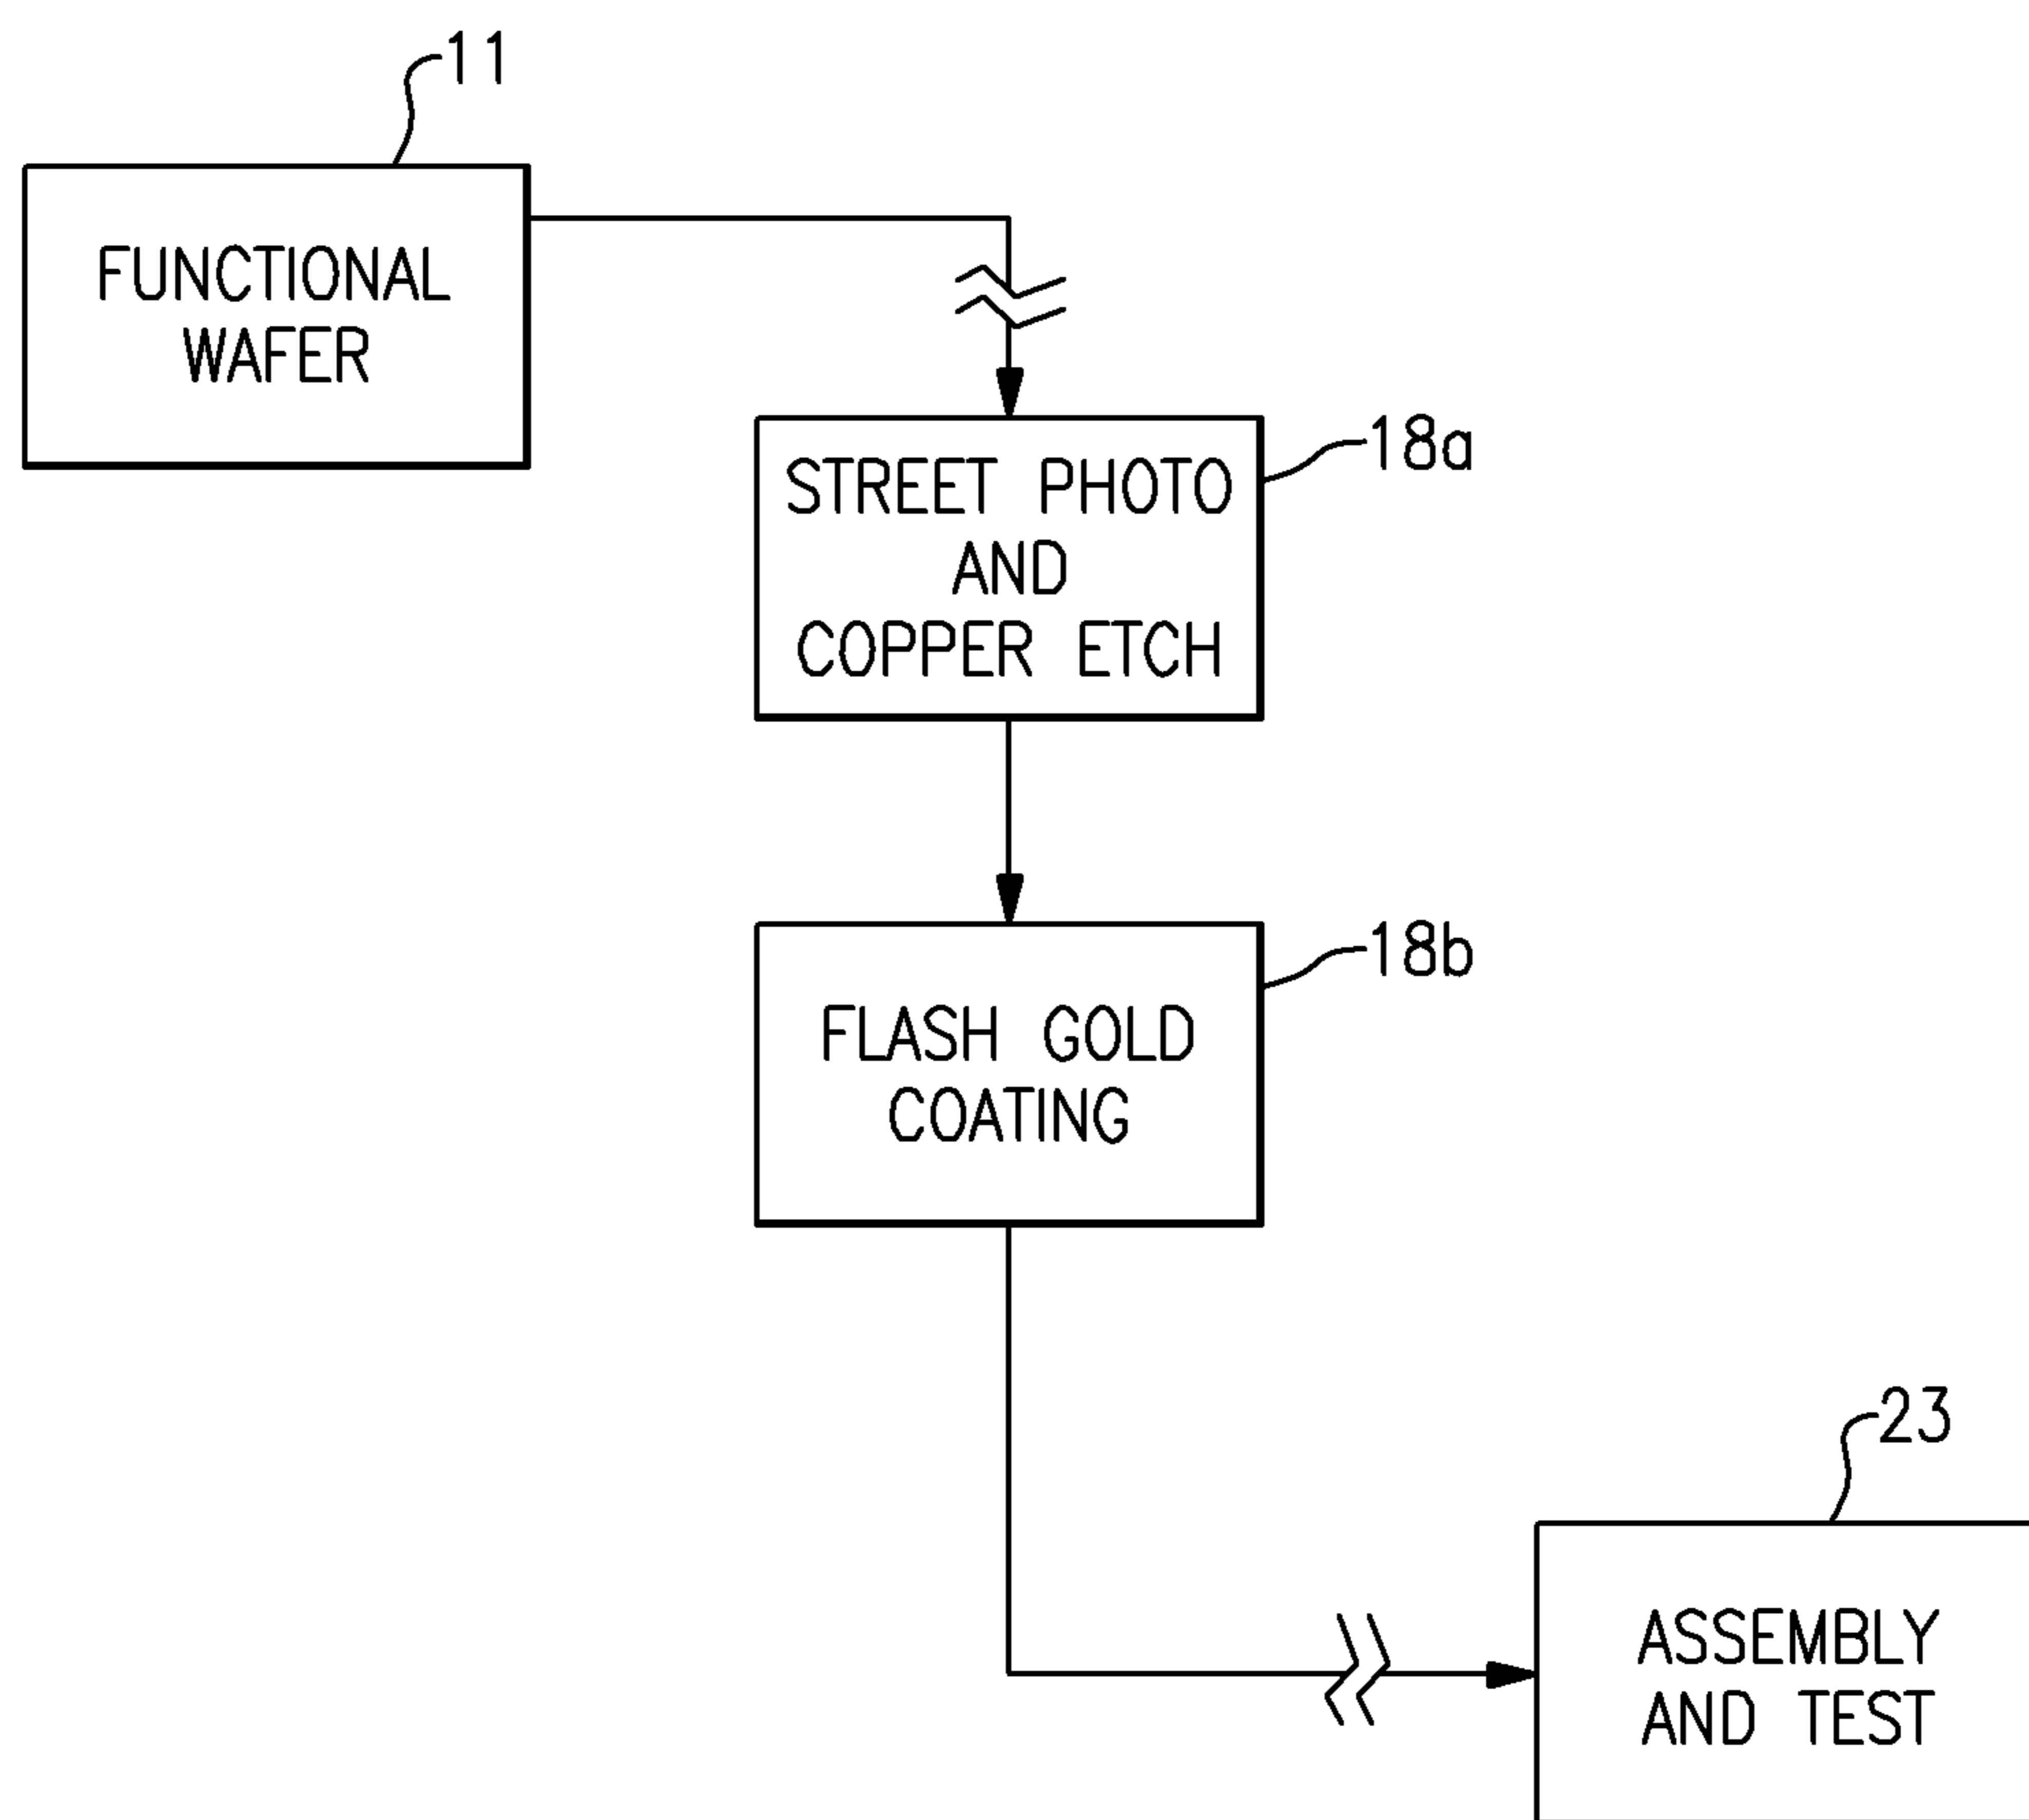 11
FUNCTIONAL
WAFER
18a
STREET PHOTO
AND
COPPER ETCH
18b
FLASH GOLD
COATING
23
ASSEMBLY
AND TEST